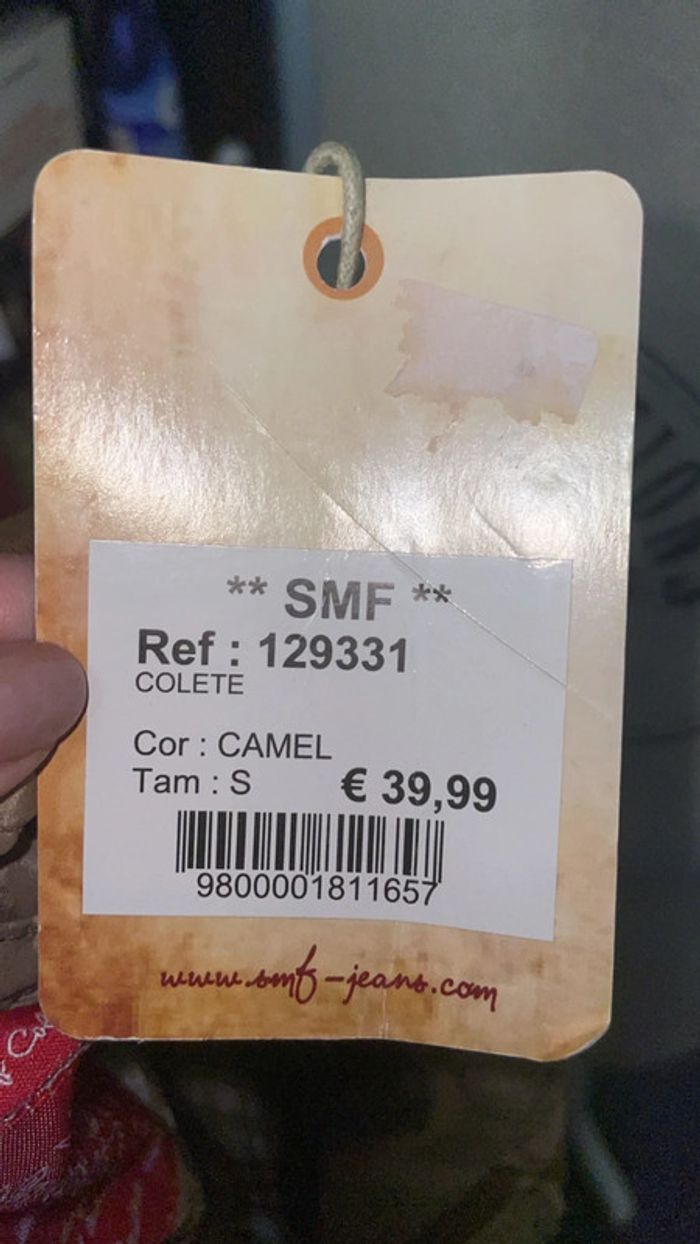 ** SMF **
Ref : 129331
COLETE
Cor : CAMEL
Tam : S
€ 39,99
9800001811657
www.smf-jeans.com